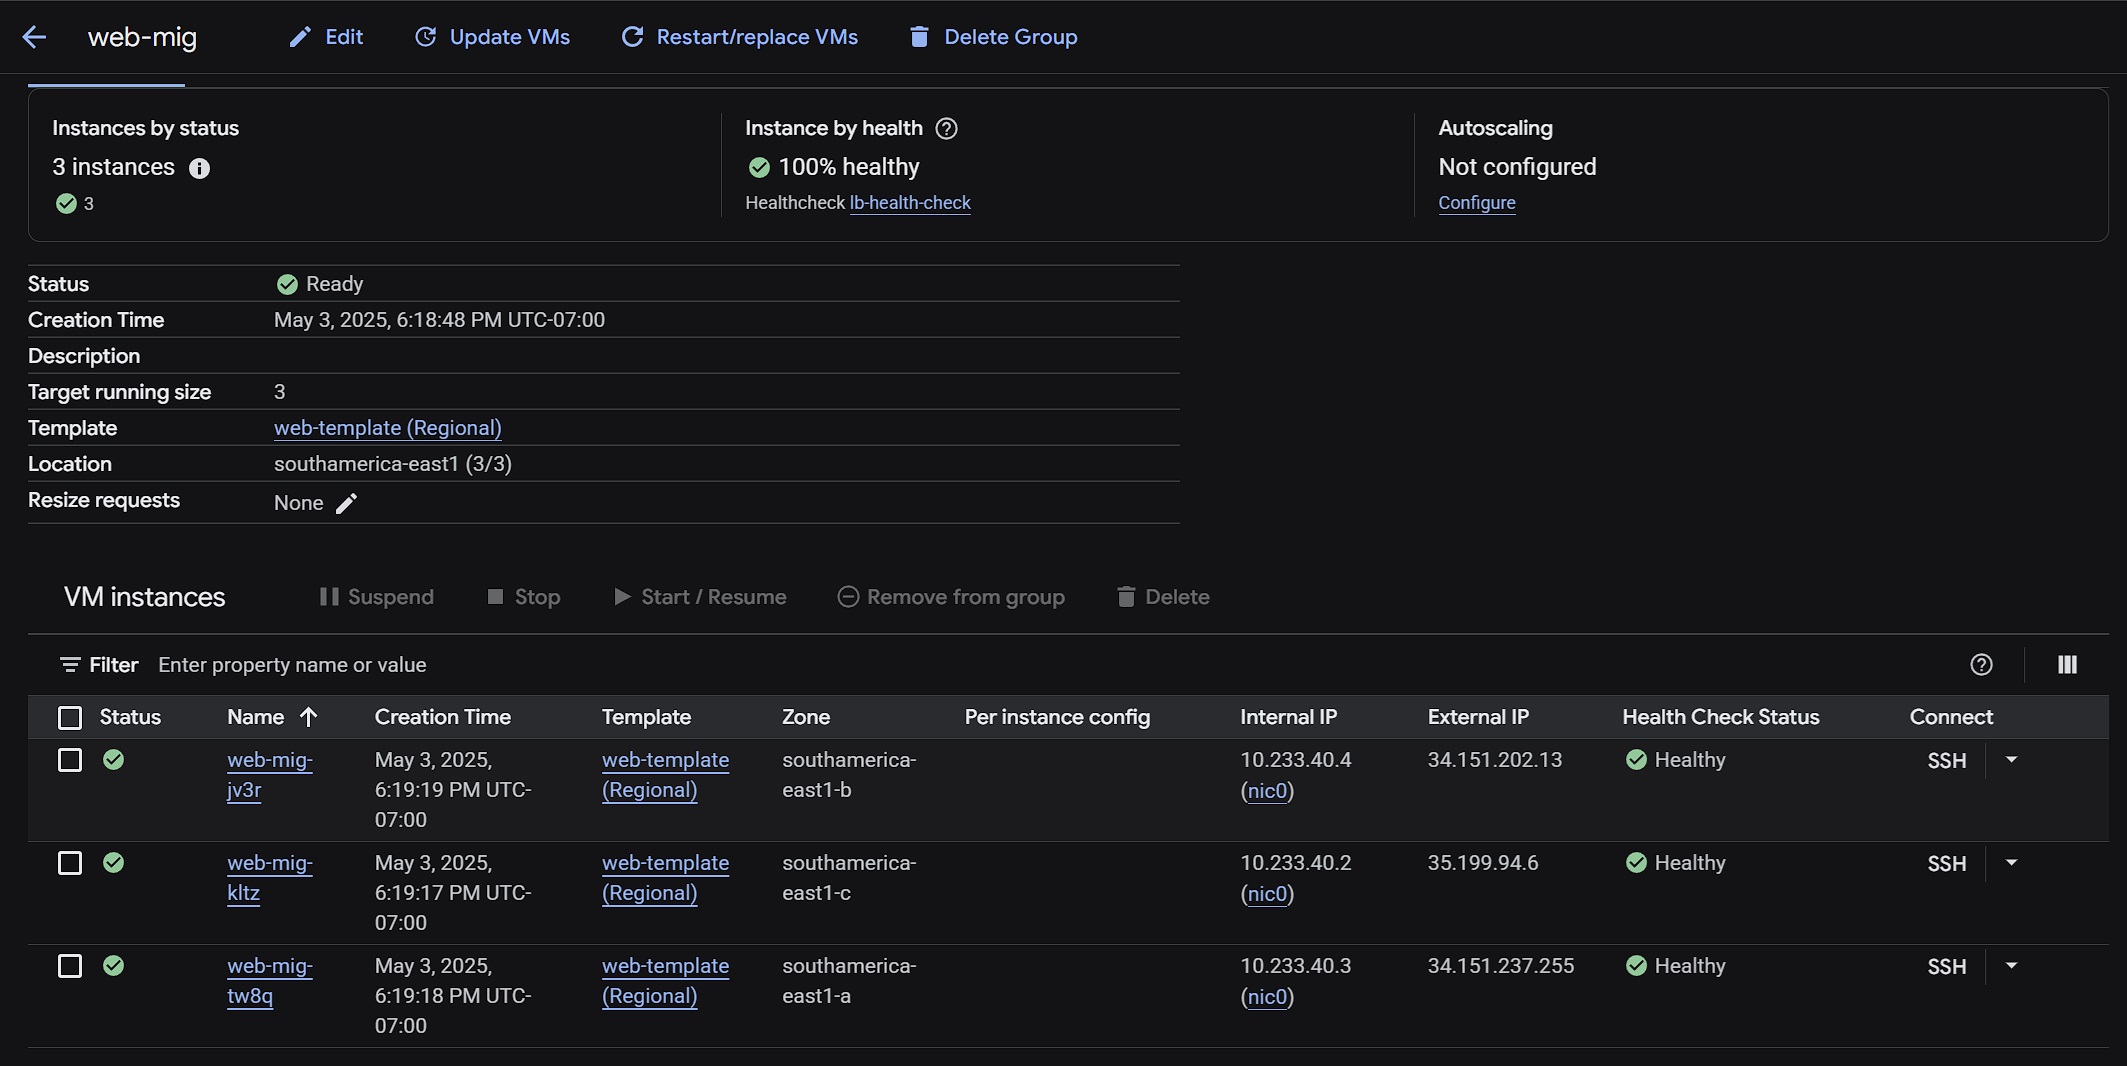 web-mig Edit Update VMs Restart/replace VMs Delete Group
Instances by status
3 instances
3
Instance by health
100% healthy
Healthcheck lb-health-check
Autoscaling
Not configured
Configure
Status Ready
Creation Time May 3, 2025, 6:18:48 PM UTC-07:00
Description
Target running size 3
Template web-template (Regional)
Location southamerica-east1 (3/3)
Resize requests None
VM instances Suspend Stop Start / Resume Remove from group Delete
Filter Enter property name or value
Status Name Creation Time Template Zone Per instance config Internal IP External IP Health Check Status Connect
web-mig- May 3, 2025, web-template southamerica- 10.233.40.4 34.151.202.13 Healthy SSH
jv3r 6:19:19 PM UTC- (Regional) east1-b (nic0)
07:00
web-mig- May 3, 2025, web-template southamerica- 10.233.40.2 35.199.94.6 Healthy SSH
kltz 6:19:17 PM UTC- (Regional) east1-c (nic0)
07:00
web-mig- May 3, 2025, web-template southamerica- 10.233.40.3 34.151.237.255 Healthy SSH
tw8q 6:19:18 PM UTC- (Regional) east1-a (nic0)
07:00